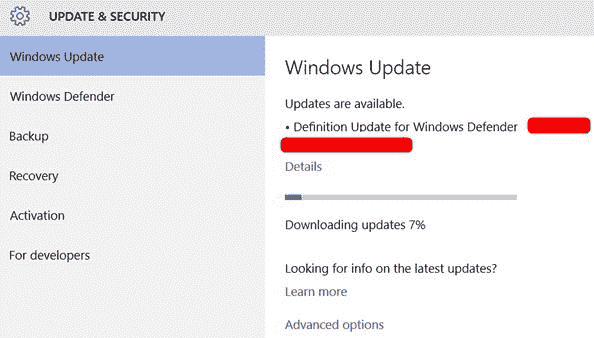 UPDATE & SECURITY
Windows Update
Windows Defender
Backup
Recovery
Activation
For developers
Windows Update
Updates are available.
• Definition Update for Windows Defender
Details
Downloading updates 7%
Looking for info on the latest updates?
Learn more
Advanced options